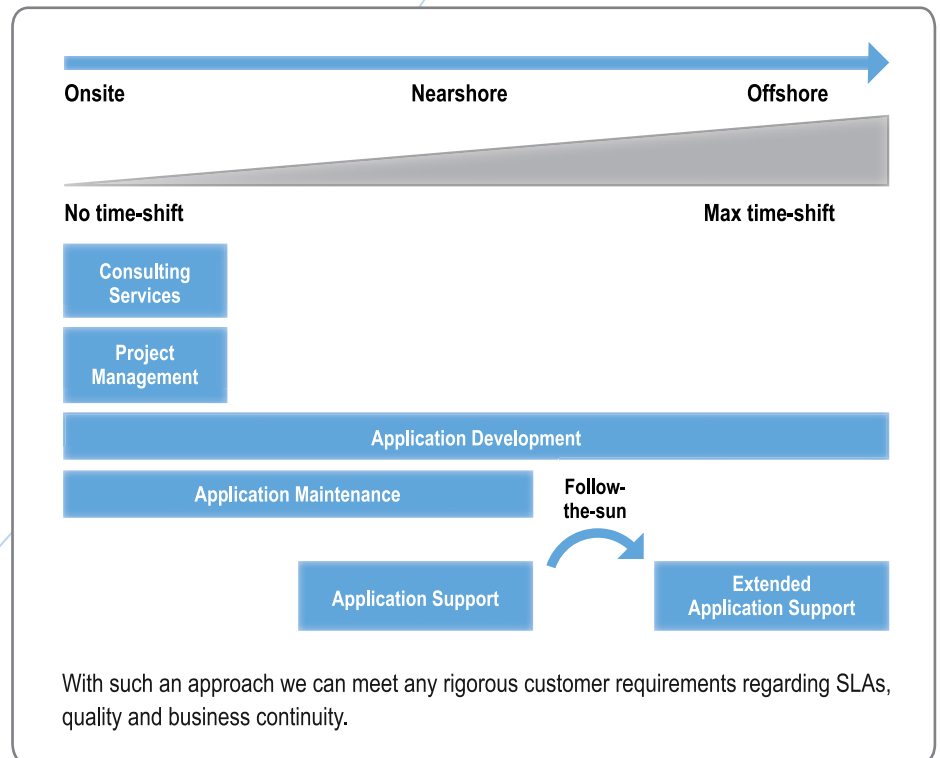 Onsite Nearshore Offshore
No time-shift Max time-shift
Consulting
Services
Project
Management
Application Development
Application Maintenance
Follow-
the-sun
Application Support
Extended
Application Support
With such an approach we can meet any rigorous customer requirements regarding SLAs,
quality and business continuity.